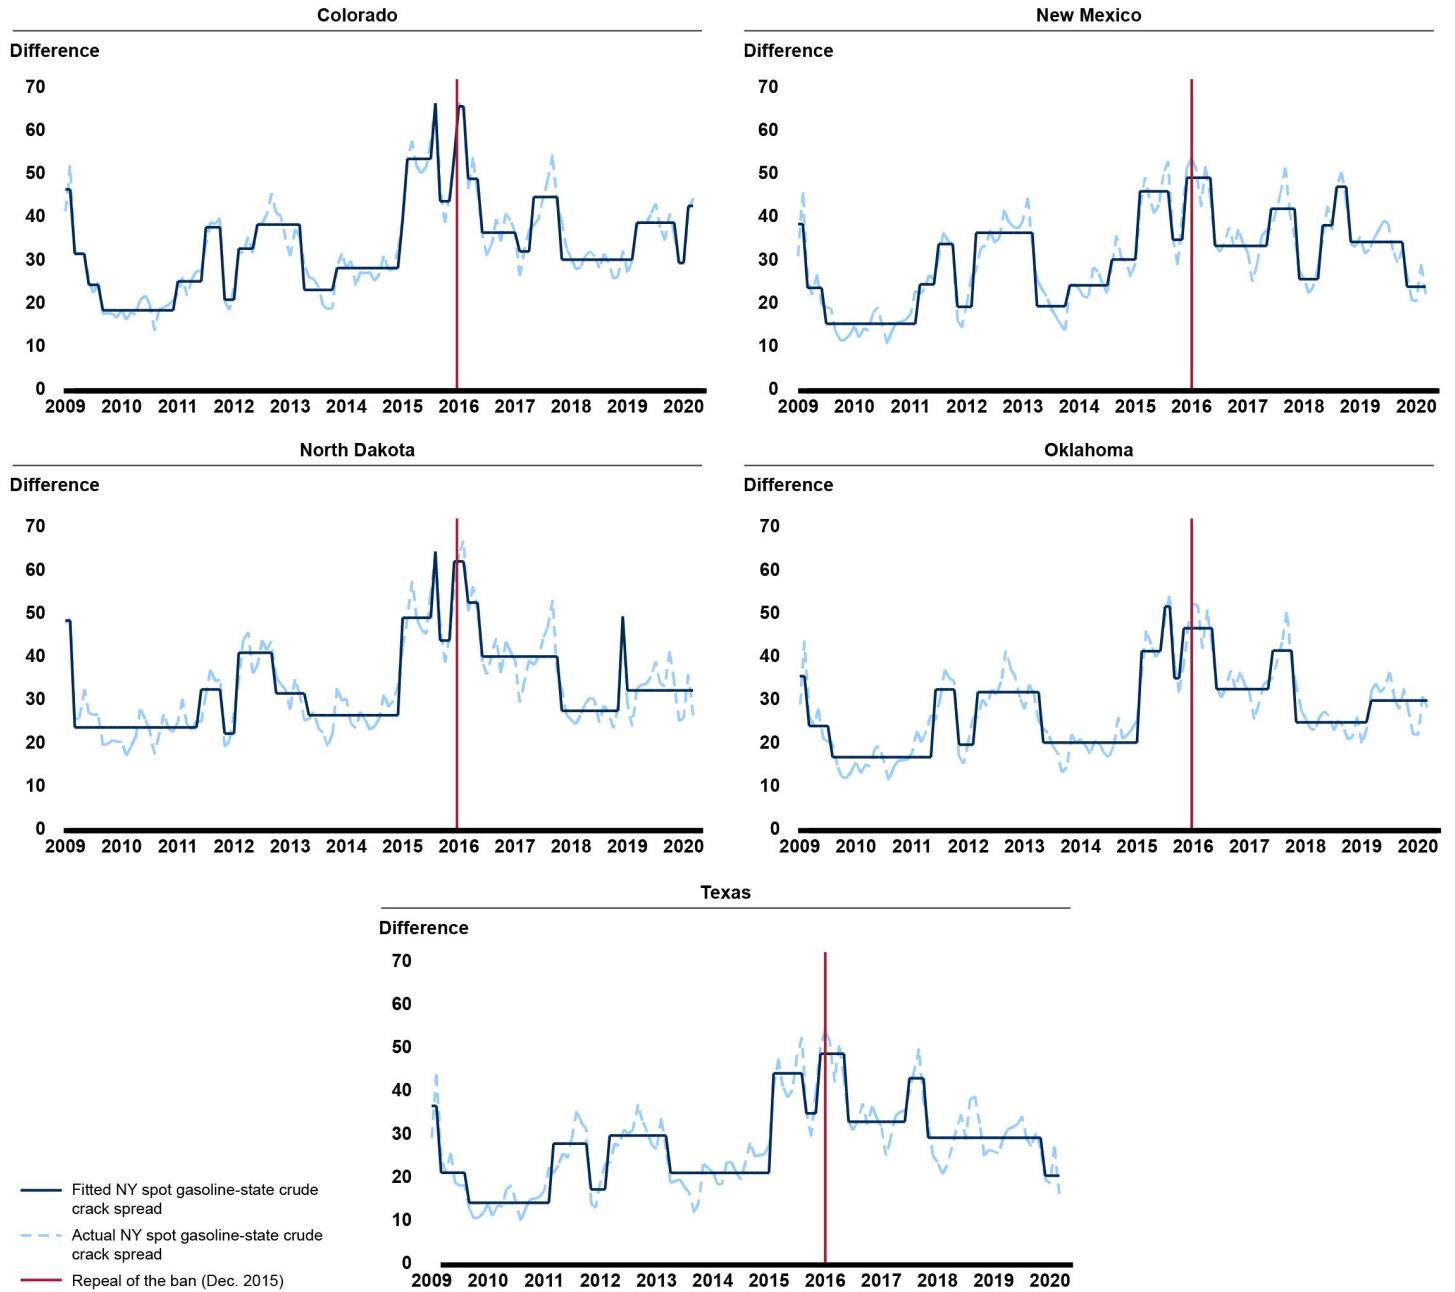 Colorado
Difference
70
60
50
40
30
20
10
0
2009 2010 2011 2012 2013 2014 2015 2016 2017 2018 2019 2020
New Mexico
Difference
70
60
50
40
30
20
10
0
2009 2010 2011 2012 2013 2014 2015 2016 2017 2018 2019 2020
North Dakota
Difference
70
60
50
40
30
20
10
0
2009 2010 2011 2012 2013 2014 2015 2016 2017 2018 2019 2020
Oklahoma
Difference
70
60
50
40
30
20
10
0
2009 2010 2011 2012 2013 2014 2015 2016 2017 2018 2019 2020
Texas
Difference
70
60
50
40
30
20
10
0
2009 2010 2011 2012 2013 2014 2015 2016 2017 2018 2019 2020
Fitted NY spot gasoline-state crude
crack spread
Actual NY spot gasoline-state crude
crack spread
Repeal of the ban (Dec. 2015)